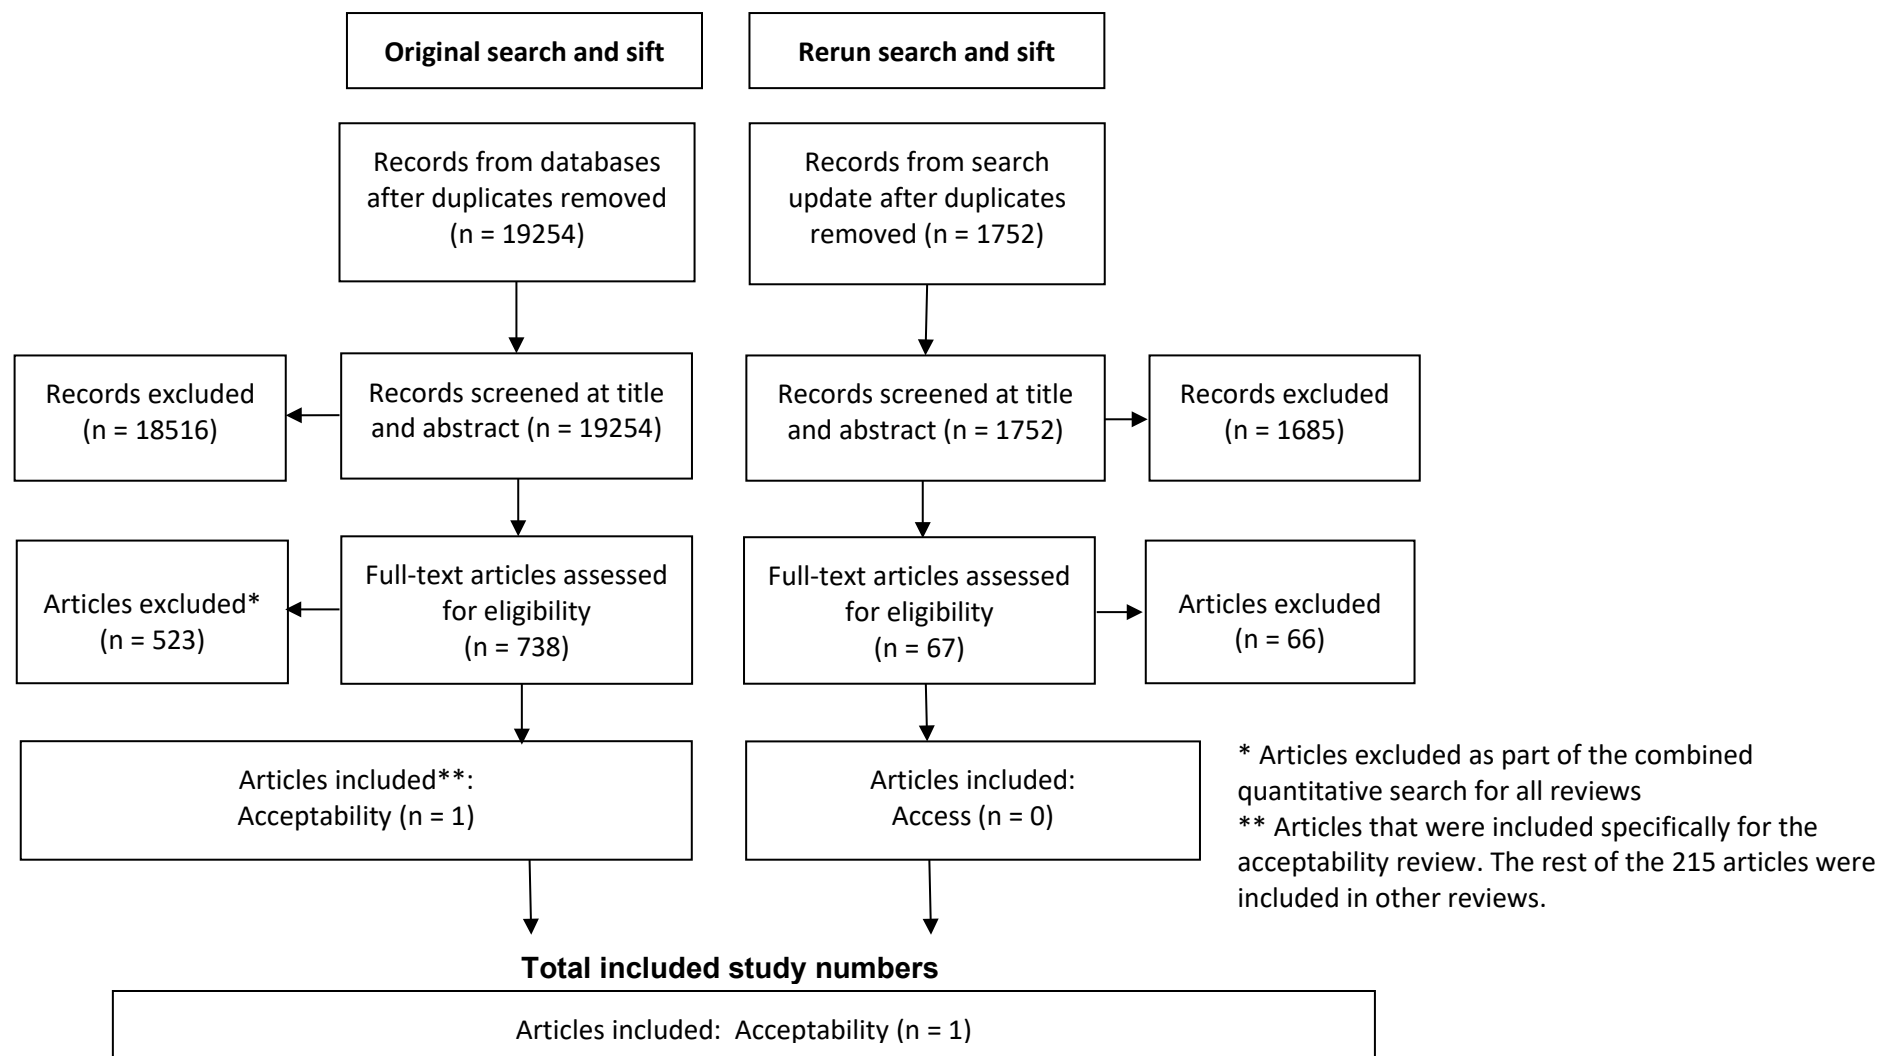 Original search and sift
Rerun search and sift
Records from databases
after duplicates removed
(n = 19254)
Records from search
update after duplicates
removed (n = 1752)
Records excluded
(n = 18516)
Records screened at title
and abstract (n = 19254)
Records screened at title
and abstract (n = 1752)
Records excluded
(n = 1685)
Articles excluded*
(n = 523)
Full-text articles assessed
for eligibility
(n = 738)
Full-text articles assessed
for eligibility
(n = 67)
Articles excluded
(n = 66)
Articles included**:
Acceptability (n = 1)
Articles included:
Access (n = 0)
* Articles excluded as part of the combined
quantitative search for all reviews
** Articles that were included specifically for the
acceptability review. The rest of the 215 articles were
included in other reviews.
Total included study numbers
Articles included:  Acceptability (n = 1)